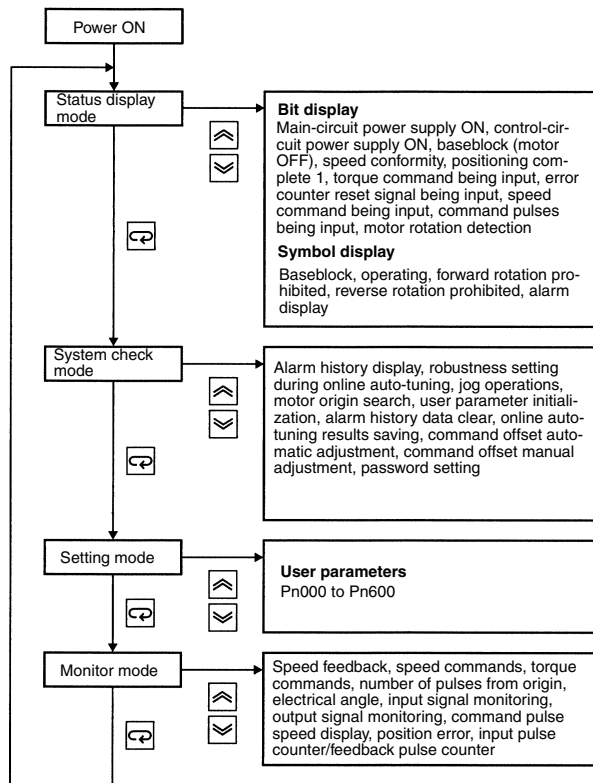 Power ON
Status display
mode
Bit display
Main-circuit power supply ON, control-cir-
cuit power supply ON, baseblock (motor
OFF), speed conformity, positioning com-
plete 1, torque command being input, error
counter reset signal being input, speed
command being input, command pulses
being input, motor rotation detection
Symbol display
Baseblock, operating, forward rotation pro-
hibited, reverse rotation prohibited, alarm
display
System check
mode
Alarm history display, robustness setting
during online auto-tuning, jog operations,
motor origin search, user parameter initiali-
zation, alarm history data clear, online auto-
tuning results saving, command offset auto-
matic adjustment, command offset manual
adjustment, password setting
Setting mode
User parameters
Pn000 to Pn600
Monitor mode
Speed feedback, speed commands, torque
commands, number of pulses from origin,
electrical angle, input signal monitoring,
output signal monitoring, command pulse
speed display, position error, input pulse
counter/feedback pulse counter